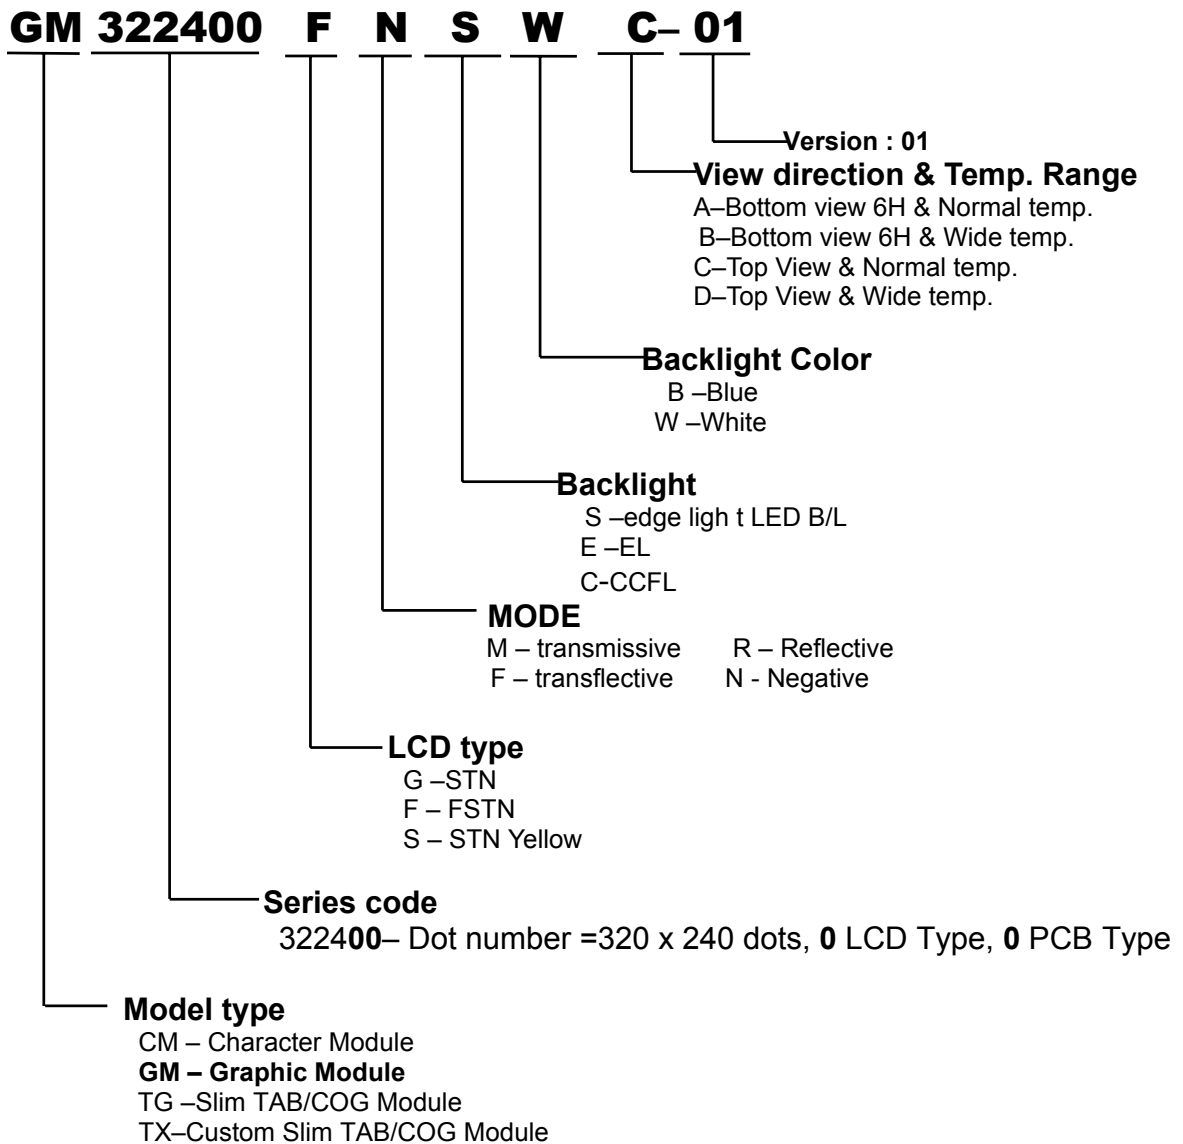 GM 322400 F N S W C– 01
Version : 01
View direction & Temp. Range
A–Bottom view 6H & Normal temp.
B–Bottom view 6H & Wide temp.
C–Top View & Normal temp.
D–Top View & Wide temp.
Backlight Color
B –Blue
W –White
Backlight
S –edge ligh t LED B/L
E –EL
C-CCFL
MODE
M – transmissive R – Reflective
F – transflective N - Negative
LCD type
G –STN
F – FSTN
S – STN Yellow
Series code
322400– Dot number =320 x 240 dots, 0 LCD Type, 0 PCB Type
Model type
CM – Character Module
GM – Graphic Module
TG –Slim TAB/COG Module
TX–Custom Slim TAB/COG Module